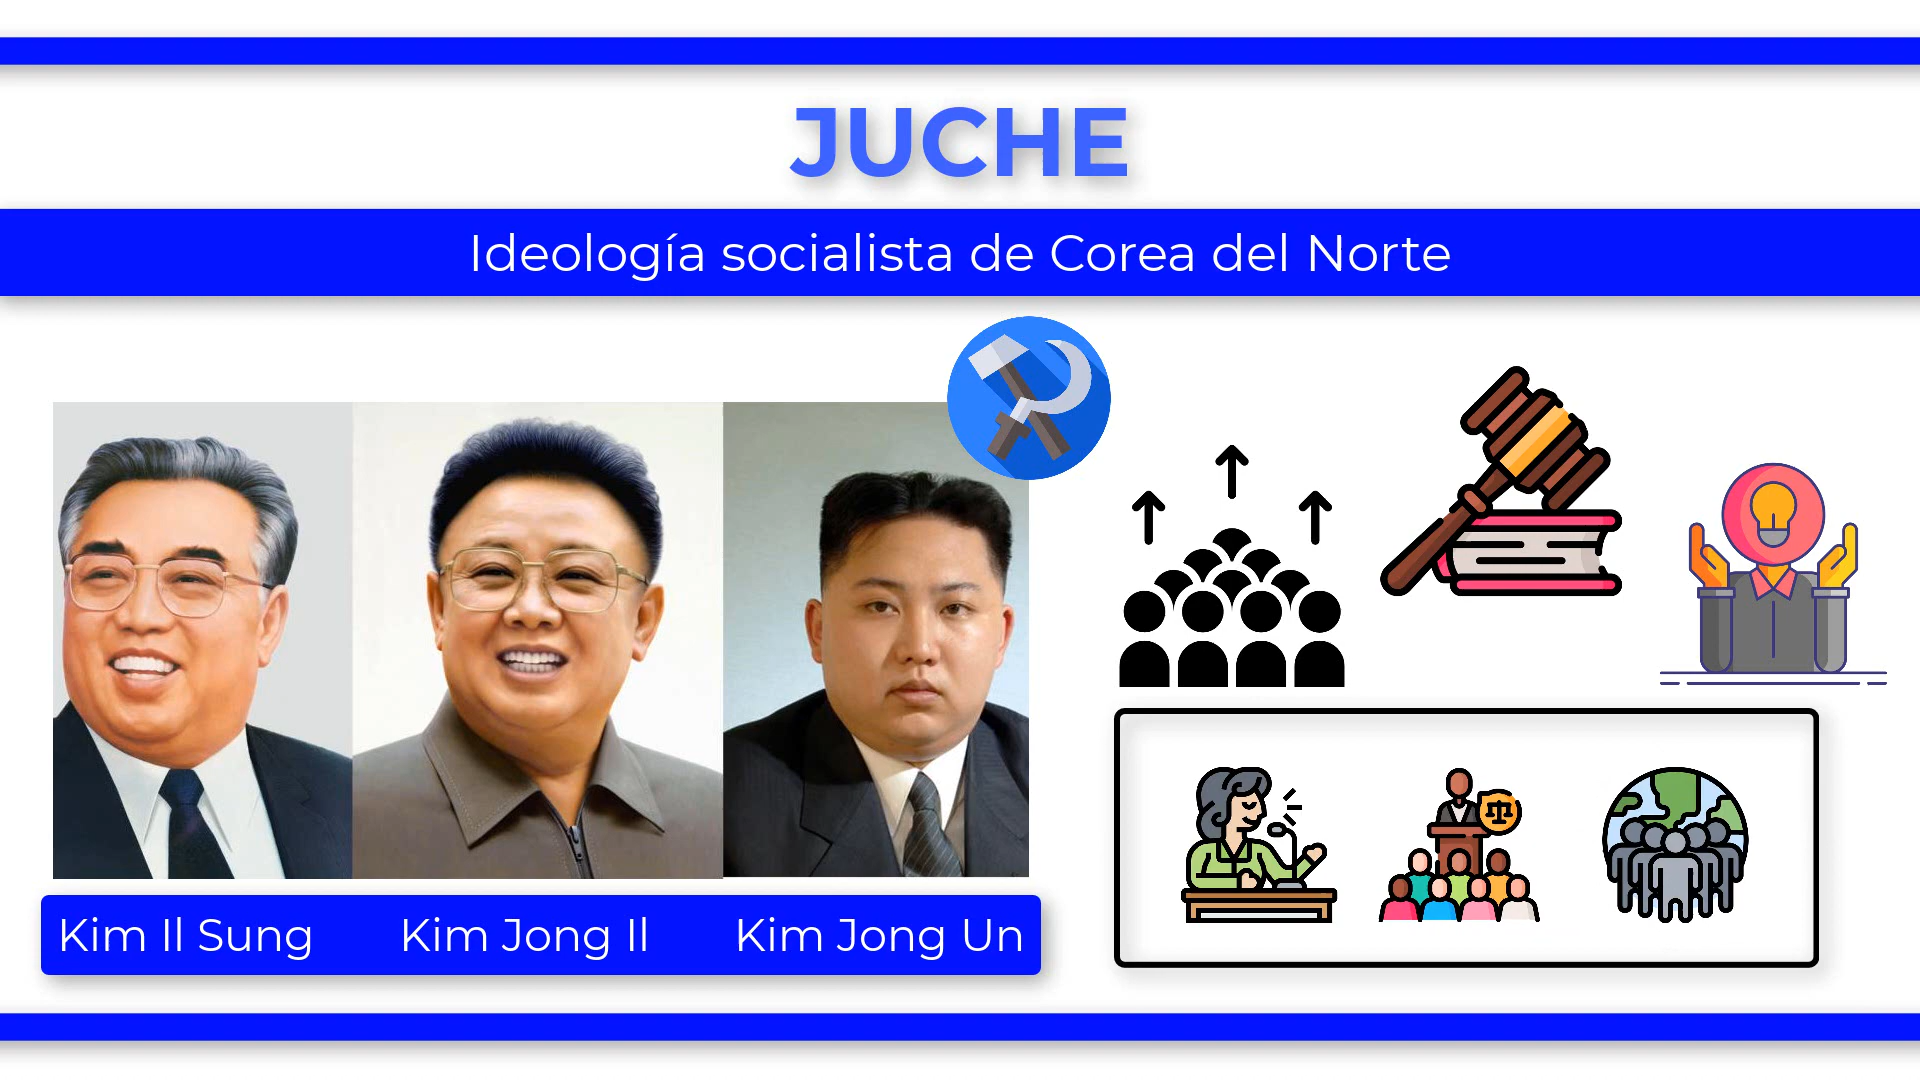 JUCHE
Ideología socialista de Corea del Norte
Kim Il Sung Kim Jong Il Kim Jong Un